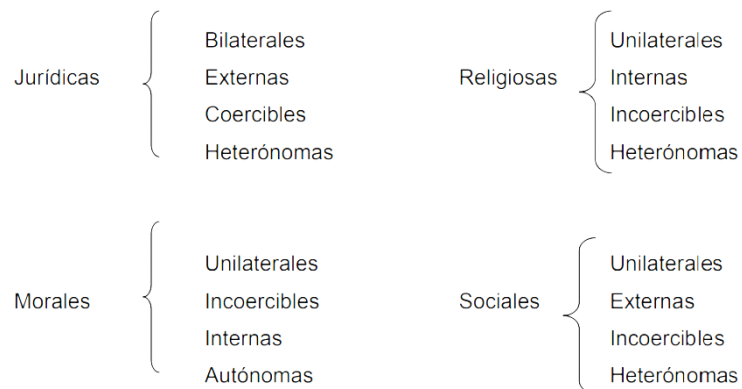 Jurídicas
Bilaterales
Externas
Coercibles
Heterónomas
Religiosas
Unilaterales
Internas
Incoercibles
Heterónomas
Morales
Unilaterales
Incoercibles
Internas
Autónomas
Sociales
Unilaterales
Externas
Incoercibles
Heterónomas